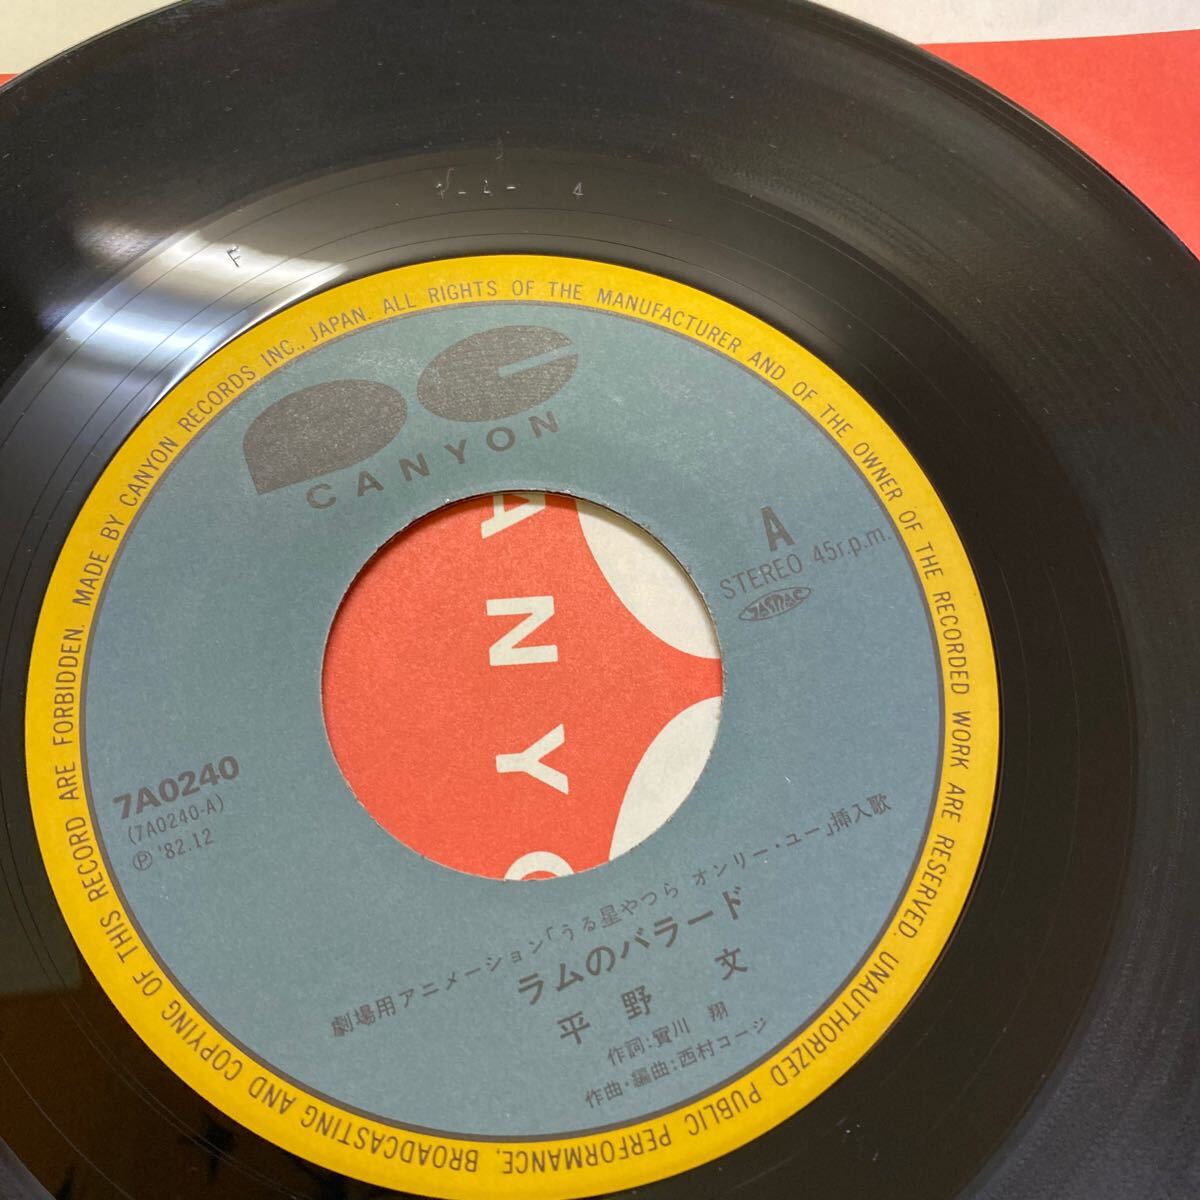 MADE BY CANYON RECORDS INC., JAPAN. ALL RIGHTS OF THE MANUFACTURER AND OF THE OWNER OF THE RECORDED WORK ARE RESERVED. UNAUTHORIZED PUBLIC PERFORMANCE, BROADCASTING AND COPYING OF THIS RECORD ARE FORBIDDEN.
CANYON
A
STEREO 45r.p.m.
JASRAC
ANYO
7A0240
(7A0240-A)
Ⓟ '82.12
劇場用アニメーション「うる星やつら オンリー・ユー」挿入歌
ラムのバラード
平野 文
作詞:實川 翔
作曲・編曲:西村コージ